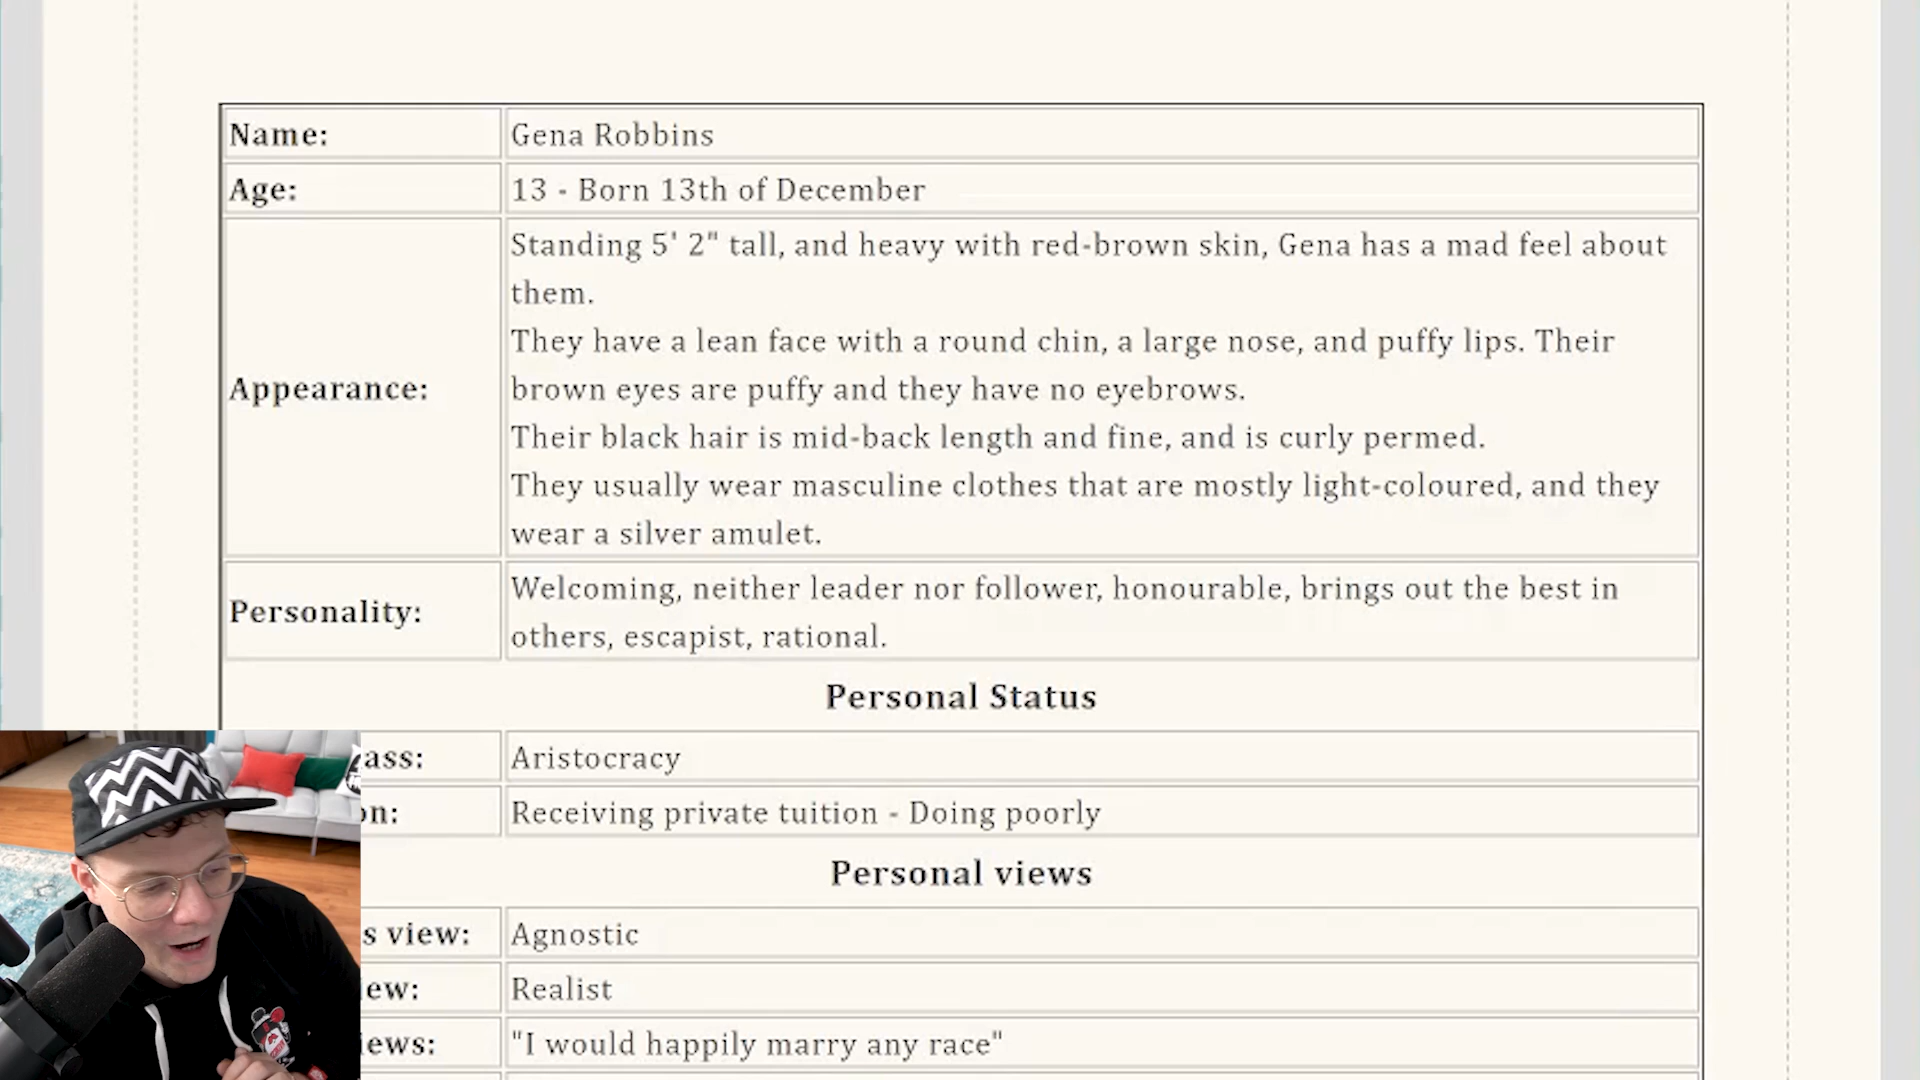 Name: Gena Robbins
Age: 13 - Born 13th of December
Appearance: Standing 5' 2" tall, and heavy with red-brown skin, Gena has a mad feel about
them.
They have a lean face with a round chin, a large nose, and puffy lips. Their
brown eyes are puffy and they have no eyebrows.
Their black hair is mid-back length and fine, and is curly permed.
They usually wear masculine clothes that are mostly light-coloured, and they
wear a silver amulet.
Personality: Welcoming, neither leader nor follower, honourable, brings out the best in
others, escapist, rational.
Personal Status
ass: Aristocracy
on: Receiving private tuition - Doing poorly
Personal views
s view: Agnostic
iew: Realist
iews: "I would happily marry any race"